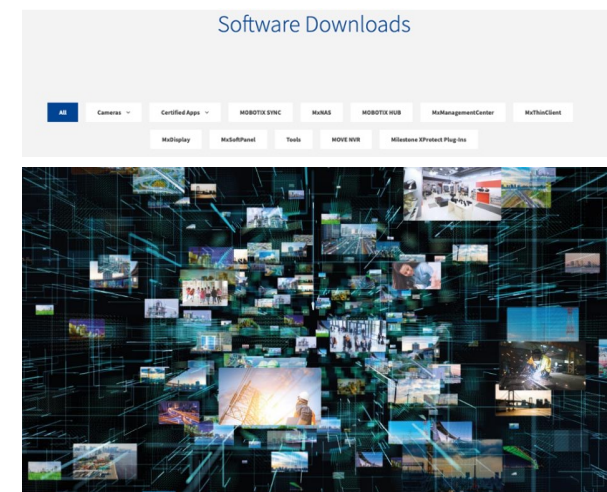 Software Downloads
All Cameras Certified Apps MOBOTIX SYNC MxNAS MOBOTIX HUB MxManagementCenter MxThinClient
MxDisplay MxSoftPanel Tools MOVE NVR Milestone XProtect Plug-ins